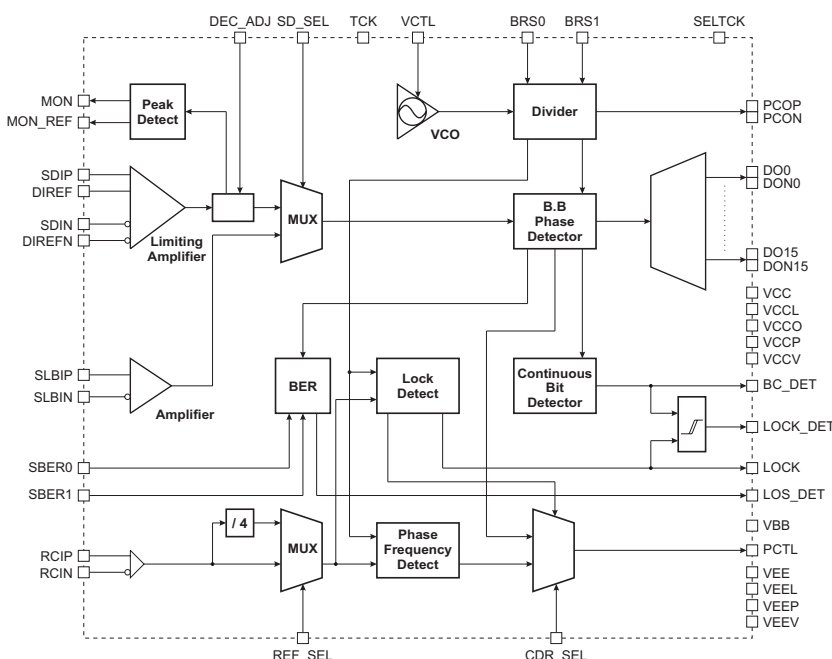 DEC_ADJ SD_SEL TCK VCTL BRS0 BRS1 SELTCK
MON
MON_REF
Peak
Detect
VCO
Divider
PCOP
PCON
SDIP
DIREF
SDIN
DIREFN
Limiting
Amplifier
MUX
B.B
Phase
Detector
DO0
DON0
DO15
DON15
VCC
VCCL
VCCO
VCCP
VCCV
SLBIP
SLBIN
Amplifier
BER
Lock
Detect
Continuous
Bit
Detector
BC_DET
LOCK_DET
SBER0
SBER1
LOCK
LOS_DET
VBB
RCIP
RCIN
/ 4
MUX
Phase
Frequency
Detect
PCTL
VEE
VEEL
VEEP
VEEV
REF_SEL CDR_SEL